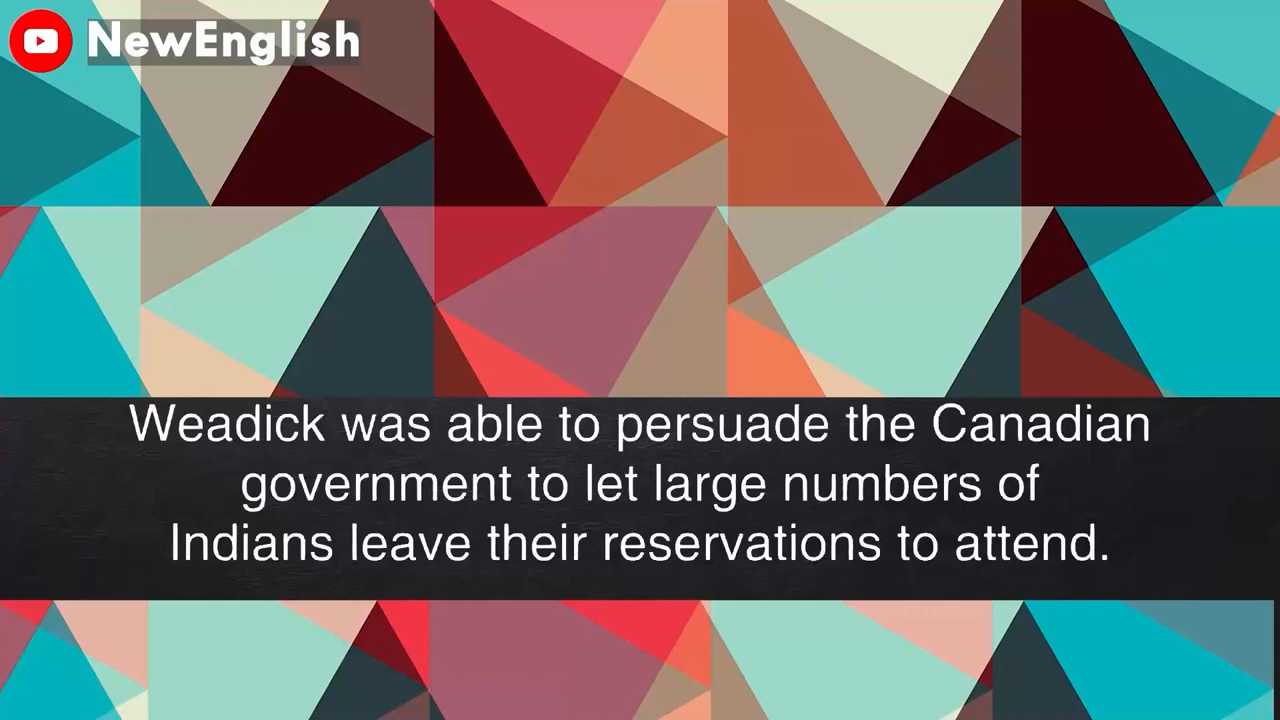 NewEnglish
Weadick was able to persuade the Canadian
government to let large numbers of
Indians leave their reservations to attend.